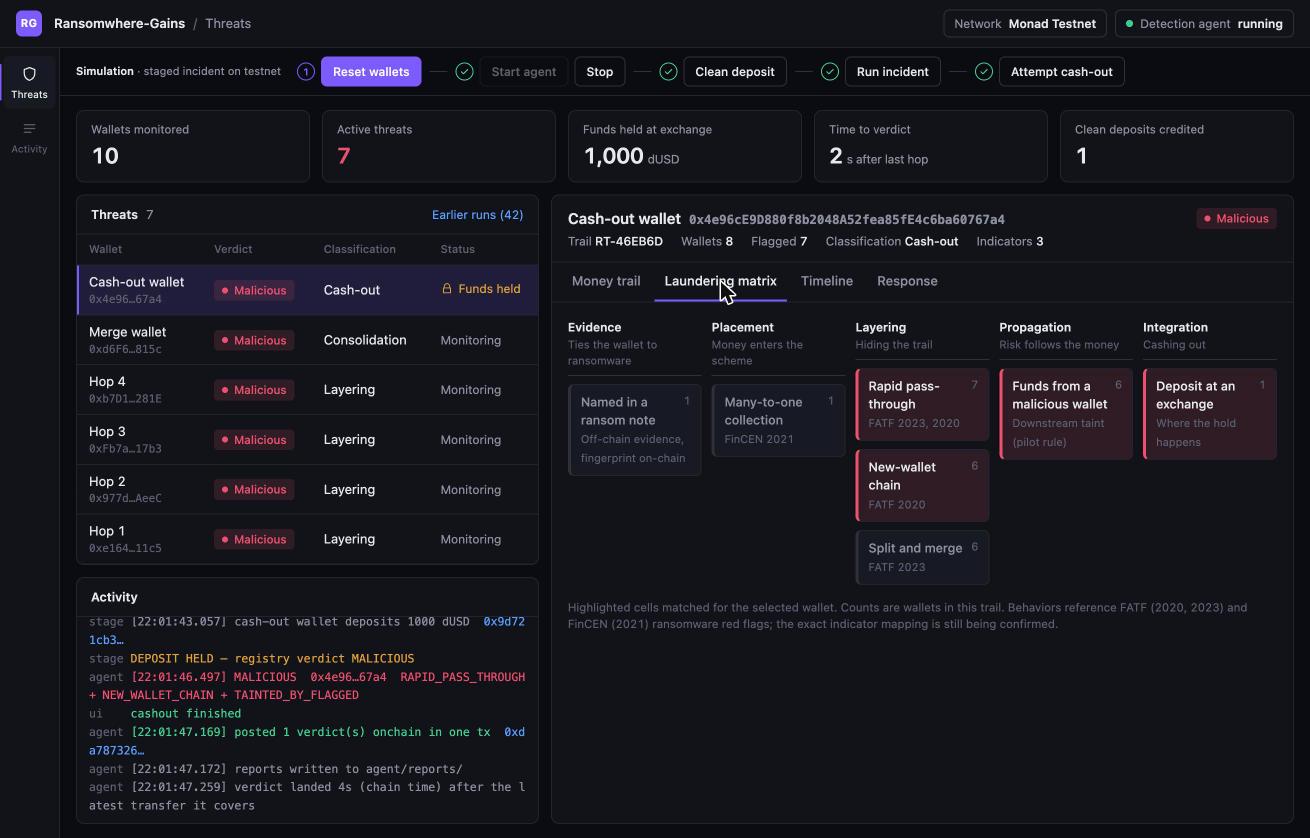 RG Ransomwhere-Gains / Threats
Network Monad Testnet
Detection agent running
Threats
Activity
Simulation · staged incident on testnet
1 Reset wallets
Start agent
Stop
Clean deposit
Run incident
Attempt cash-out
Wallets monitored
10
Active threats
7
Funds held at exchange
1,000 dUSD
Time to verdict
2 s after last hop
Clean deposits credited
1
Threats 7
Earlier runs (42)
Wallet Verdict Classification Status
Cash-out wallet
0x4e96…67a4
Malicious Cash-out Funds held
Merge wallet
0xd6F6…815c
Malicious Consolidation Monitoring
Hop 4
0xb7D1…281E
Malicious Layering Monitoring
Hop 3
0xFb7a…17b3
Malicious Layering Monitoring
Hop 2
0x977d…AeeC
Malicious Layering Monitoring
Hop 1
0xe164…11c5
Malicious Layering Monitoring
Activity
stage [22:01:43.057] cash-out wallet deposits 1000 dUSD 0x9d72
1cb3…
stage DEPOSIT HELD — registry verdict MALICIOUS
agent [22:01:46.497] MALICIOUS 0x4e96…67a4 RAPID_PASS_THROUGH
+ NEW_WALLET_CHAIN + TAINTED_BY_FLAGGED
ui cashout finished
agent [22:01:47.169] posted 1 verdict(s) onchain in one tx 0xd
a787326…
agent [22:01:47.172] reports written to agent/reports/
agent [22:01:47.259] verdict landed 4s (chain time) after the l
atest transfer it covers
Cash-out wallet 0x4e96cE9D880f8b2048A52fea85fE4c6ba60767a4
Malicious
Trail RT-46EB6D Wallets 8 Flagged 7 Classification Cash-out Indicators 3
Money trail Laundering matrix Timeline Response
Evidence
Ties the wallet to
ransomware
Named in a 1
ransom note
Off-chain evidence,
fingerprint on-chain
Placement
Money enters the
scheme
Many-to-one 1
collection
FinCEN 2021
Layering
Hiding the trail
Rapid pass- 7
through
FATF 2023, 2020
New-wallet 6
chain
FATF 2020
Split and merge 6
FATF 2023
Propagation
Risk follows the money
Funds from a 6
malicious wallet
Downstream taint
(pilot rule)
Integration
Cashing out
Deposit at an 1
exchange
Where the hold
happens
Highlighted cells matched for the selected wallet. Counts are wallets in this trail. Behaviors reference FATF (2020, 2023) and
FinCEN (2021) ransomware red flags; the exact indicator mapping is still being confirmed.